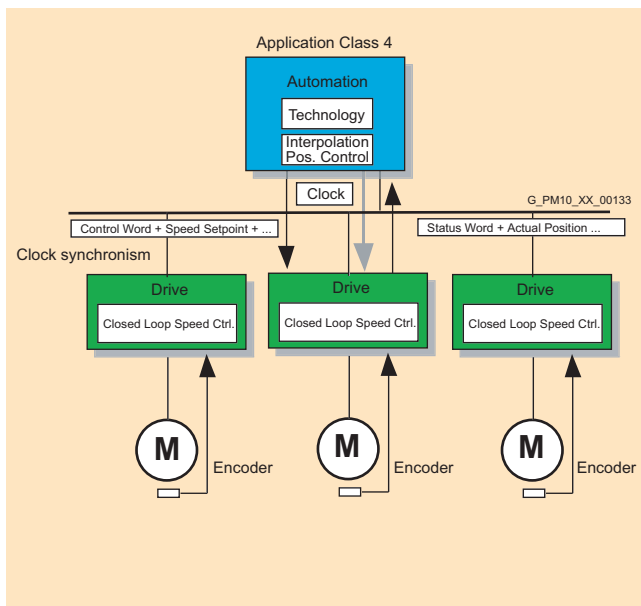 Application Class 4
Automation
Technology
Interpolation
Pos. Control
Clock
G_PM10_XX_00133
Control Word + Speed Setpoint + ...
Status Word + Actual Position ...
Clock synchronism
Drive
Drive
Drive
Closed Loop Speed Ctrl.
Closed Loop Speed Ctrl.
Closed Loop Speed Ctrl.
M
M
M
Encoder
Encoder
Encoder